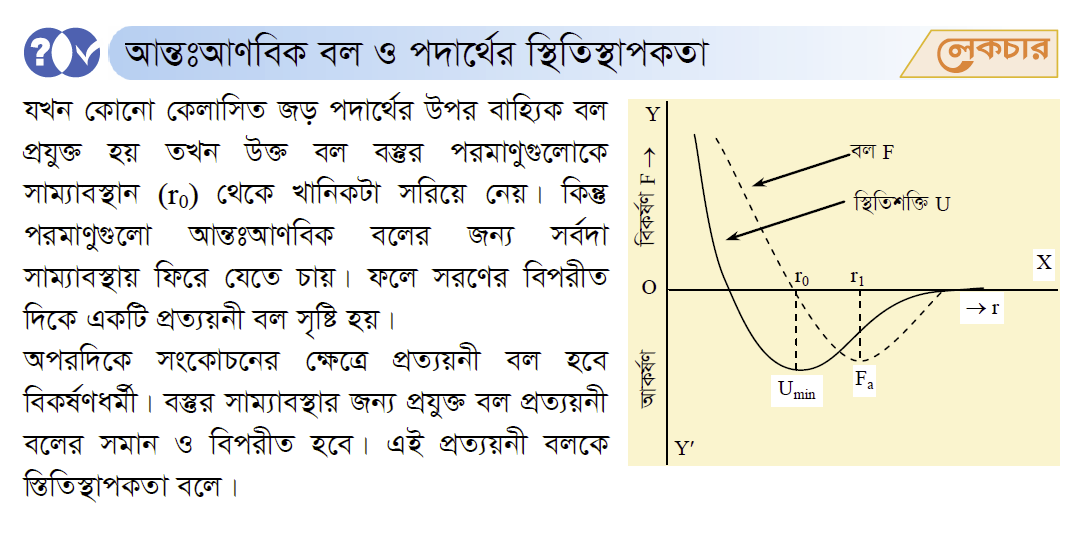 আন্তঃআণবিক বল ও পদার্থের স্থিতিস্থাপকতা
লেকচার
যখন কোনো কেলাসিত জড় পদার্থের উপর বাহ্যিক বল
প্রযুক্ত হয় তখন উক্ত বল বস্তুর পরমাণুগুলোকে
সাম্যাবস্থান (r₀) থেকে খানিকটা সরিয়ে নেয়। কিন্তু
পরমাণুগুলো আন্তঃআণবিক বলের জন্য সর্বদা
সাম্যাবস্থায় ফিরে যেতে চায়। ফলে সরণের বিপরীত
দিকে একটি প্রত্যয়নী বল সৃষ্টি হয়।
অপরদিকে সংকোচনের ক্ষেত্রে প্রত্যয়নী বল হবে
বিকর্ষণধর্মী। বস্তুর সাম্যাবস্থার জন্য প্রযুক্ত বল প্রত্যয়নী
বলের সমান ও বিপরীত হবে। এই প্রত্যয়নী বলকে
স্তিতিস্থাপকতা বলে।
Y
বল F
স্থিতিশক্তি U
বিকর্ষণ F →
X
r₀
r₁
O
→ r
আকর্ষণ
Uₘᵢₙ
Fₐ
Y′